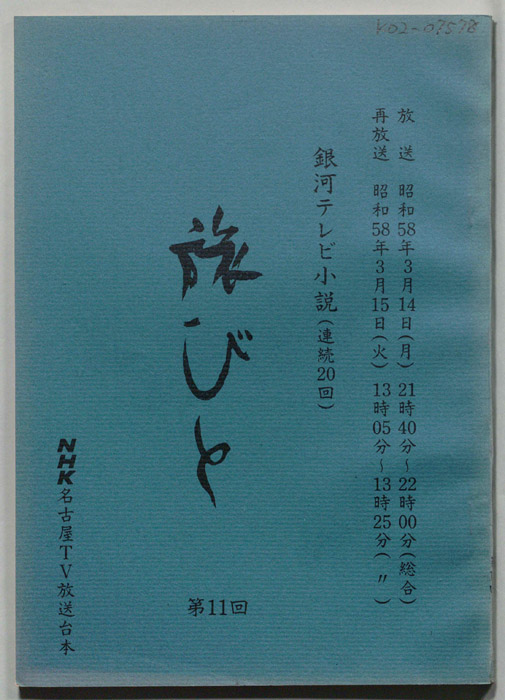 K02-07578
放送 昭和58年3月14日(月) 21時40分~22時00分(総合)
再放送 昭和58年3月15日(火) 13時05分~13時25分(〃)
銀河テレビ小説(連続20回)
旅びと
第11回
NHK名古屋TV放送台本